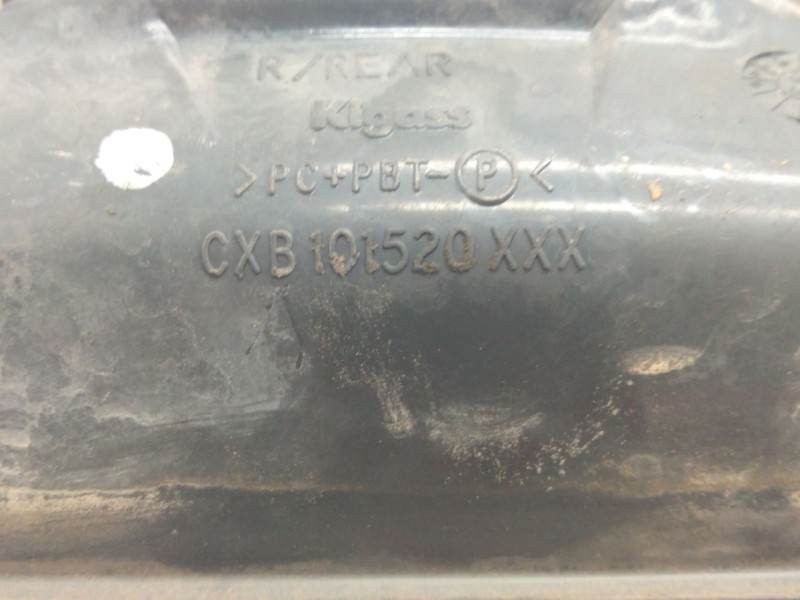 R/REAR
Kigass
>PC+PBT-P<
CXB101520XXX